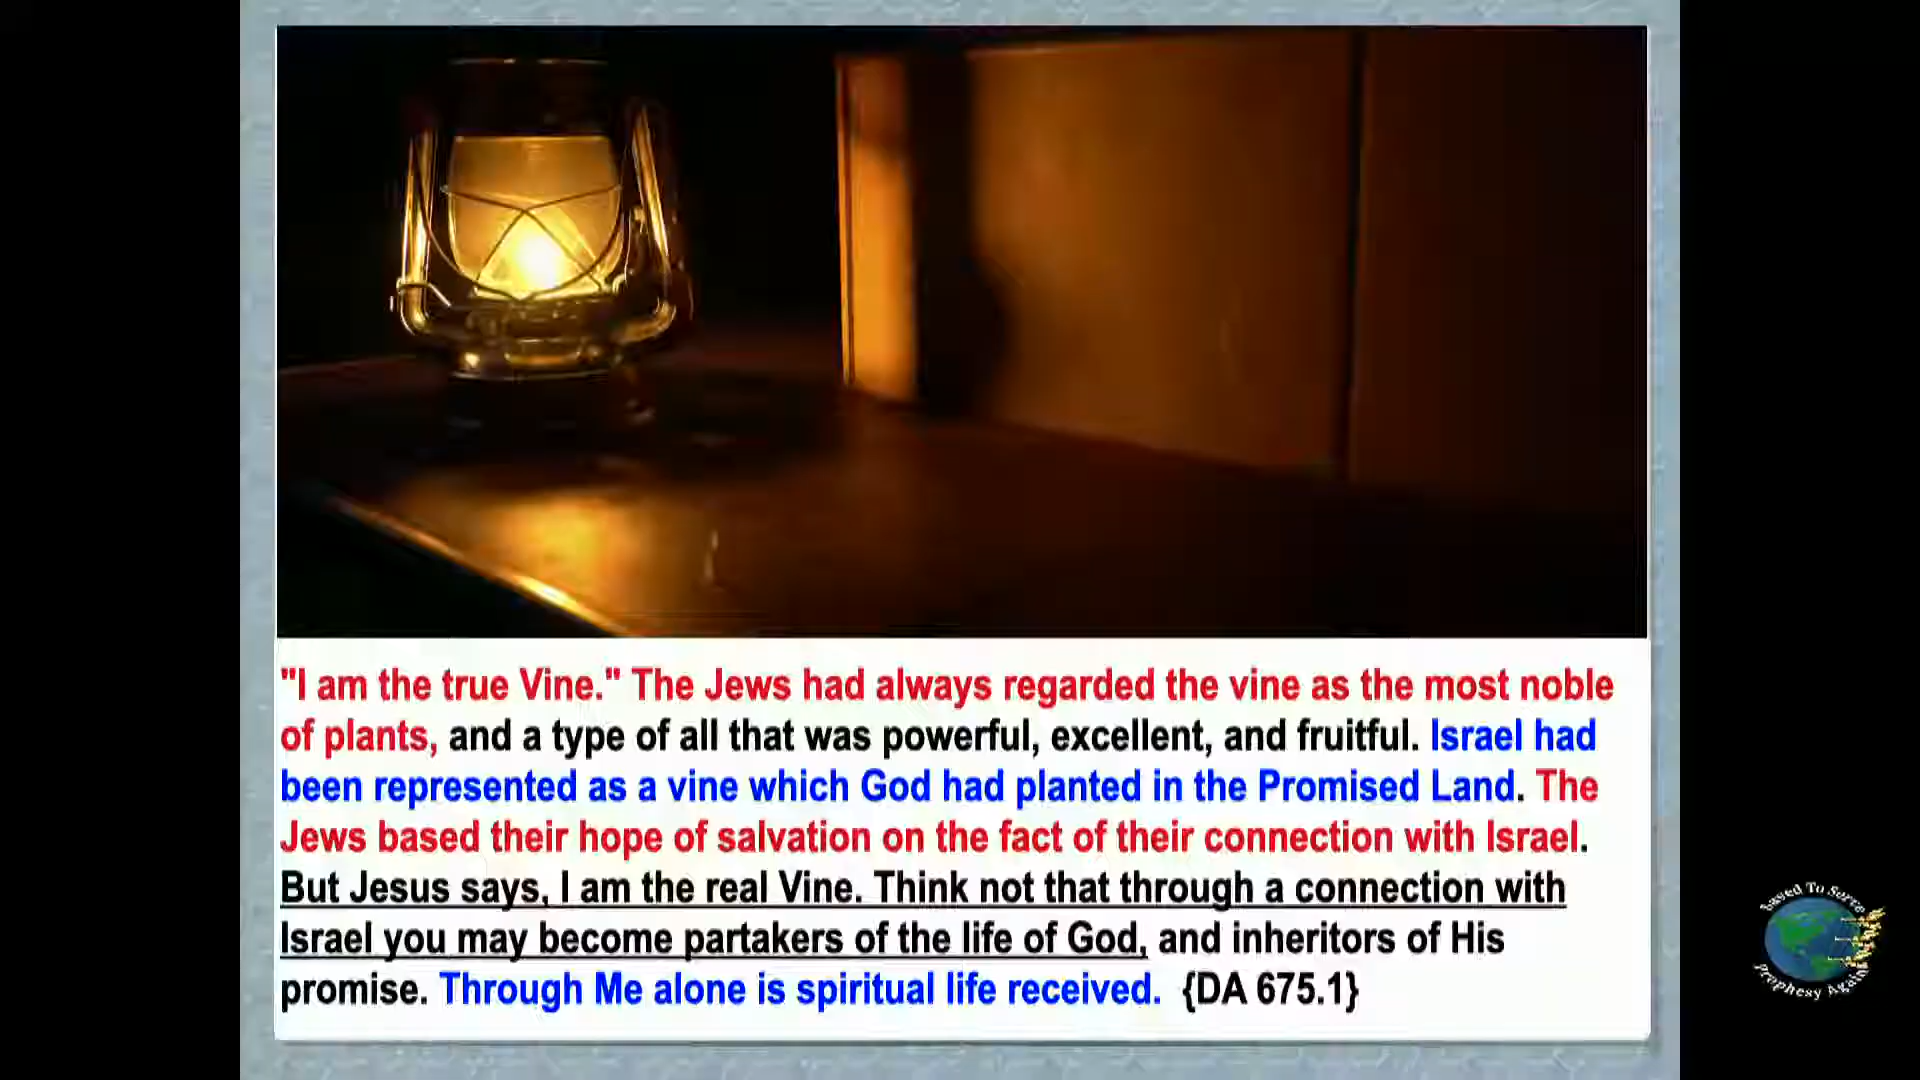 "I am the true Vine." The Jews had always regarded the vine as the most noble
of plants, and a type of all that was powerful, excellent, and fruitful. Israel had
been represented as a vine which God had planted in the Promised Land. The
Jews based their hope of salvation on the fact of their connection with Israel.
But Jesus says, I am the real Vine. Think not that through a connection with
Israel you may become partakers of the life of God, and inheritors of His
promise. Through Me alone is spiritual life received. {DA 675.1}
To Serve
Prophesy Again